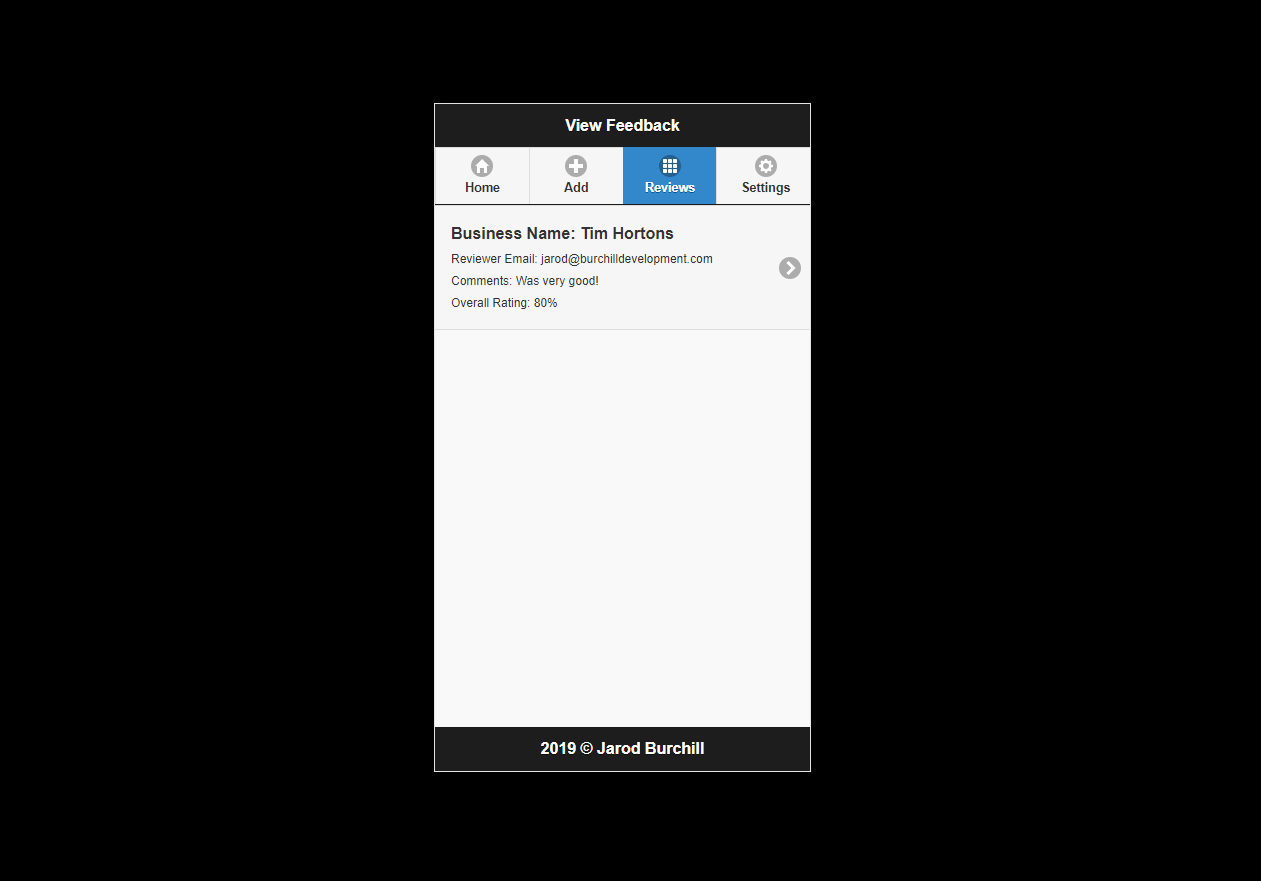 View Feedback
Home Add Reviews Settings
Business Name: Tim Hortons
Reviewer Email: jarod@burchilldevelopment.com
Comments: Was very good!
Overall Rating: 80%
2019 © Jarod Burchill